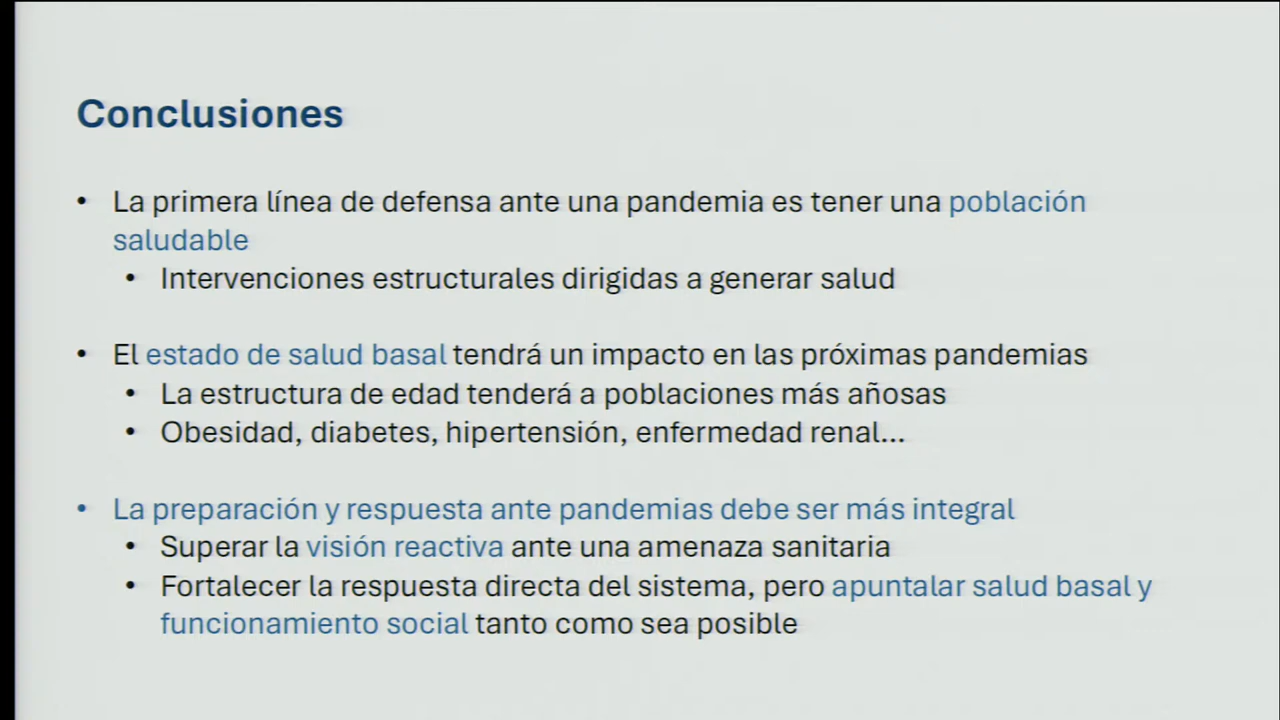 Conclusiones
• La primera línea de defensa ante una pandemia es tener una población
saludable
• Intervenciones estructurales dirigidas a generar salud
• El estado de salud basal tendrá un impacto en las próximas pandemias
• La estructura de edad tenderá a poblaciones más añosas
• Obesidad, diabetes, hipertensión, enfermedad renal...
• La preparación y respuesta ante pandemias debe ser más integral
• Superar la visión reactiva ante una amenaza sanitaria
• Fortalecer la respuesta directa del sistema, pero apuntalar salud basal y
funcionamiento social tanto como sea posible